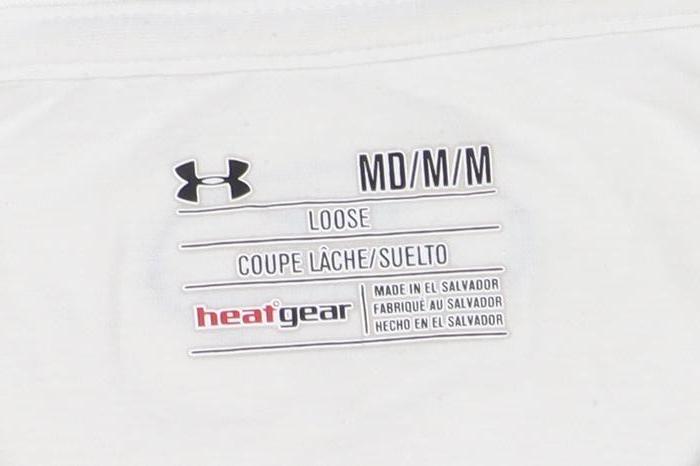 MD/M/M
LOOSE
COUPE LÂCHE/SUELTO
heatgear
MADE IN EL SALVADOR
FABRIQUÉ AU SALVADOR
HECHO EN EL SALVADOR